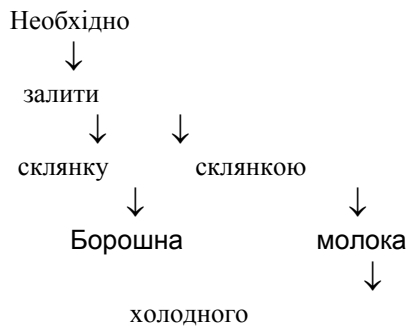 Необхідно
залити
склянку склянкою
Борошна молока
холодного